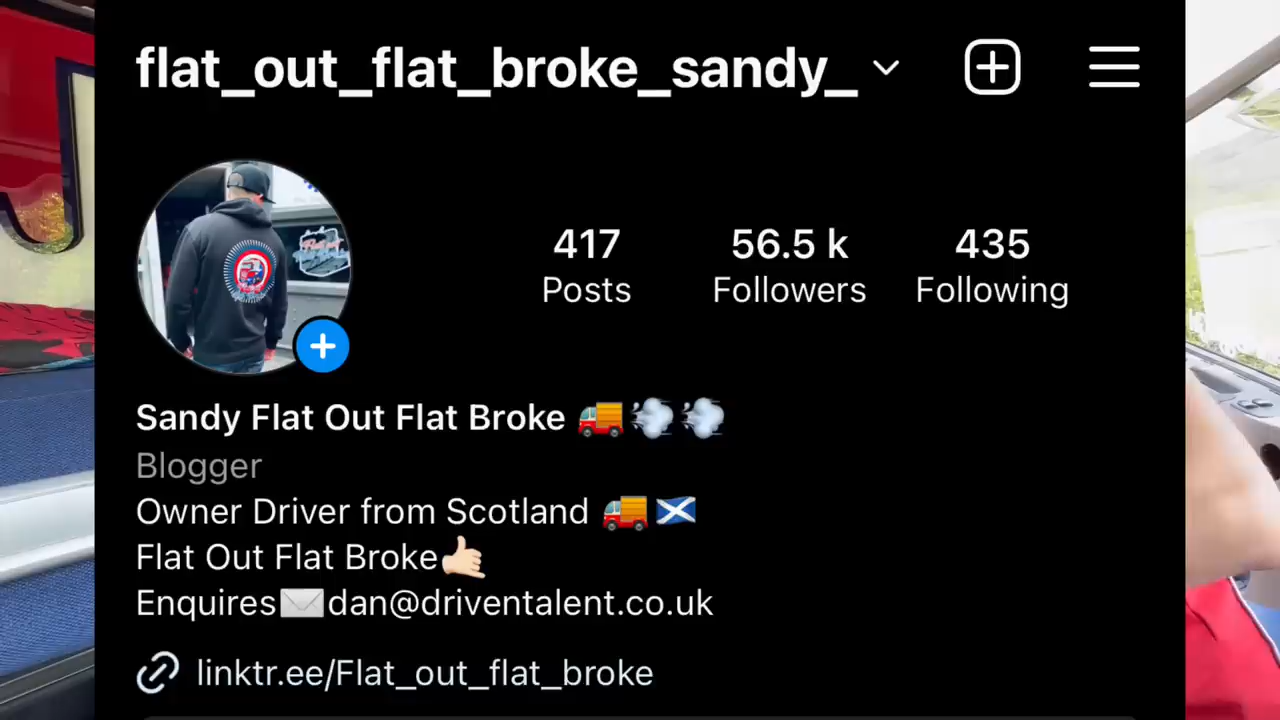 flat_out_flat_broke_sandy_
417
Posts
56.5 k
Followers
435
Following
Sandy Flat Out Flat Broke 🚚💨💨
Blogger
Owner Driver from Scotland 🚚🏴󠁧󠁢󠁳󠁣󠁴󠁿
Flat Out Flat Broke🤙🏻
Enquires✉️dan@driventalent.co.uk
linktr.ee/Flat_out_flat_broke